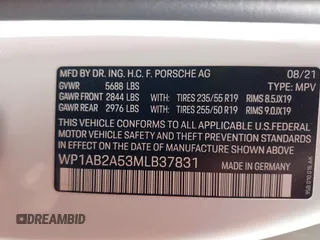 MFD BY DR. ING. H.C. F. PORSCHE AG 08/21
GVWR 5688 LBS TYPE: MPV
GAWR FRONT 2844 LBS WITH TIRES 235/55 R19 RIMS 8.5JX19
GAWR REAR 2976 LBS WITH TIRES 255/50 R19 RIMS 9.0JX19
THIS VEHICLE CONFORMS TO ALL APPLICABLE FEDERAL
MOTOR VEHICLE SAFETY AND THEFT PREVENTION STANDARDS
IN EFFECT ON THE DATE OF MANUFACTURE SHOWN ABOVE
WP1AB2A53MLB37831
DREAMBID